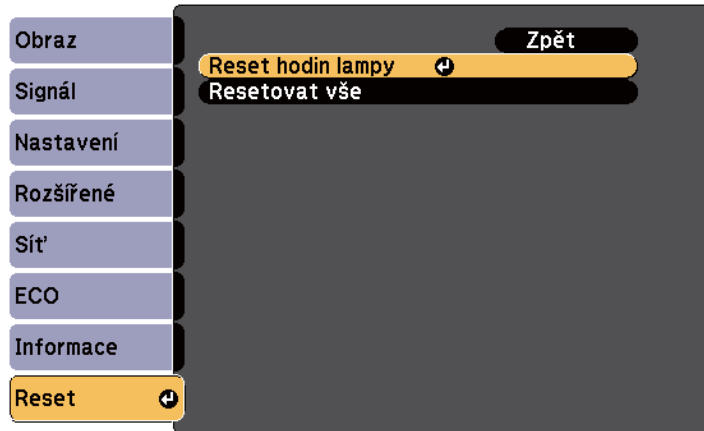 Obraz
Signál
Nastavení
Rozšířené
Síť
ECO
Informace
Reset
Zpět
Reset hodin lampy
Resetovat vše